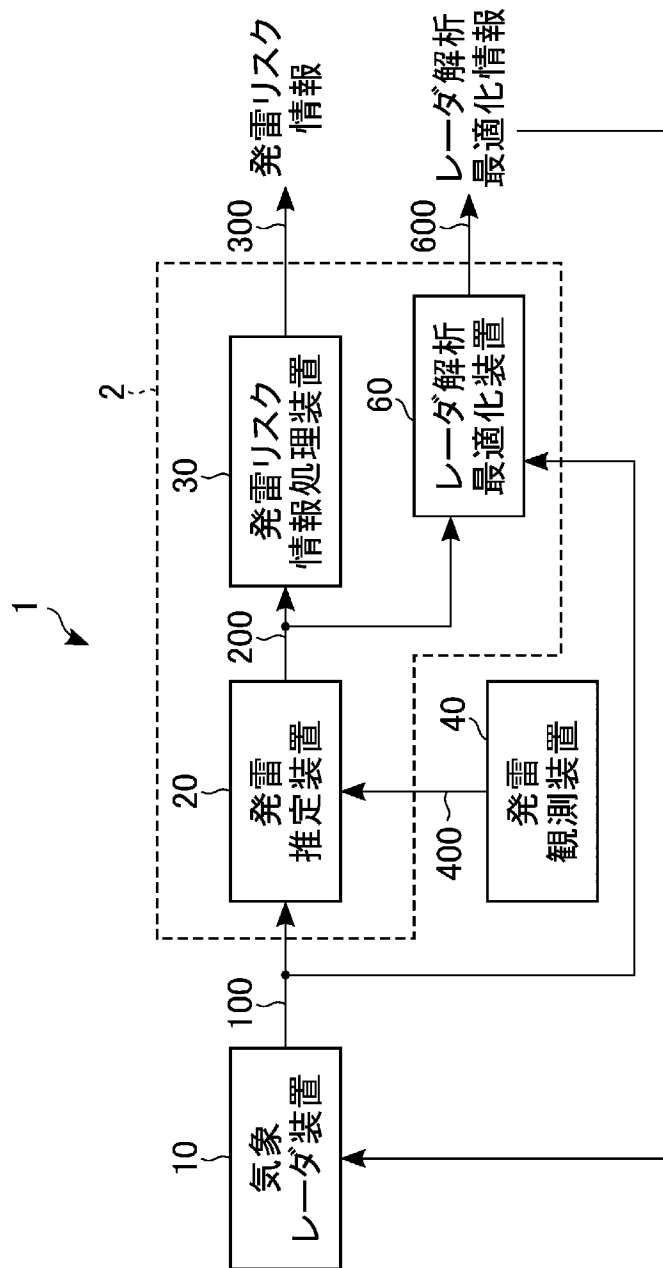 1
2
10
気象
レーダ装置
100
20
発雷
推定装置
200
30
発雷リスク
情報処理装置
300
発雷リスク
情報
40
発雷
観測装置
400
60
レーダ解析
最適化装置
600
レーダ解析
最適化情報